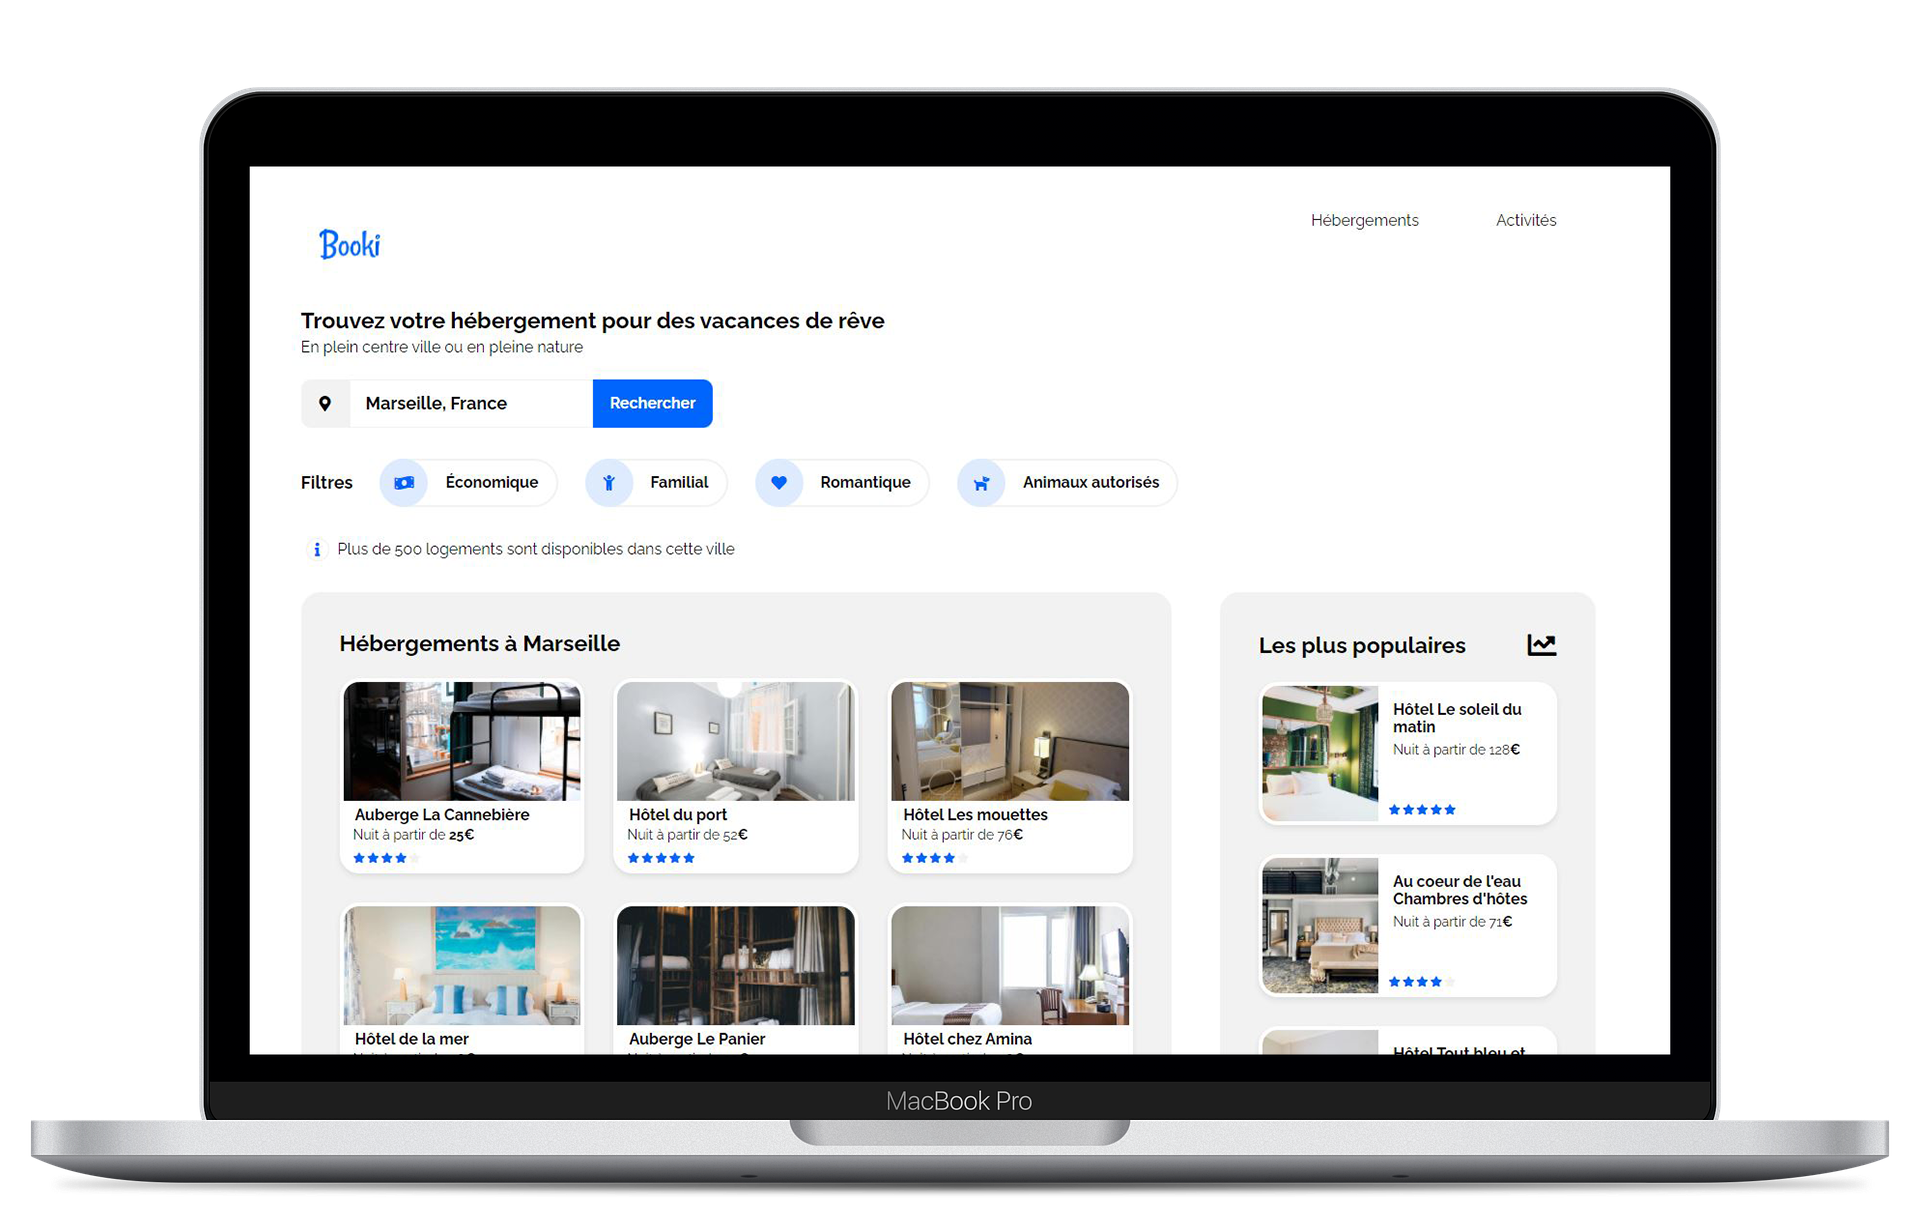 Booki
Hébergements
Activités
Trouvez votre hébergement pour des vacances de rêve
En plein centre ville ou en pleine nature
Marseille, France
Rechercher
Filtres
Économique
Familial
Romantique
Animaux autorisés
Plus de 500 logements sont disponibles dans cette ville
Hébergements à Marseille
Auberge La Cannebière
Nuit à partir de 25€
Hôtel du port
Nuit à partir de 52€
Hôtel Les mouettes
Nuit à partir de 76€
Hôtel de la mer
Auberge Le Panier
Hôtel chez Amina
Les plus populaires
Hôtel Le soleil du
matin
Nuit à partir de 128€
Au coeur de l'eau
Chambres d'hôtes
Nuit à partir de 71€
Hôtel Tout bleu et
MacBook Pro